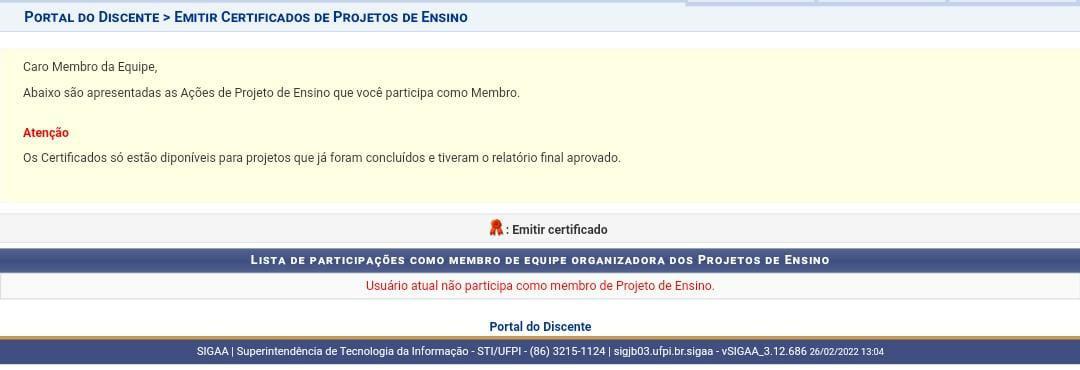 Portal do Discente > Emitir Certificados de Projetos de Ensino
Caro Membro da Equipe,
Abaixo são apresentadas as Ações de Projeto de Ensino que você participa como Membro.
Atenção
Os Certificados só estão diponíveis para projetos que já foram concluídos e tiveram o relatório final aprovado.
: Emitir certificado
Lista de participações como membro de equipe organizadora dos Projetos de Ensino
Usuário atual não participa como membro de Projeto de Ensino.
Portal do Discente
SIGAA | Superintendência de Tecnologia da Informação - STI/UFPI - (86) 3215-1124 | sigjb03.ufpi.br.sigaa - vSIGAA_3.12.686 26/02/2022 13:04